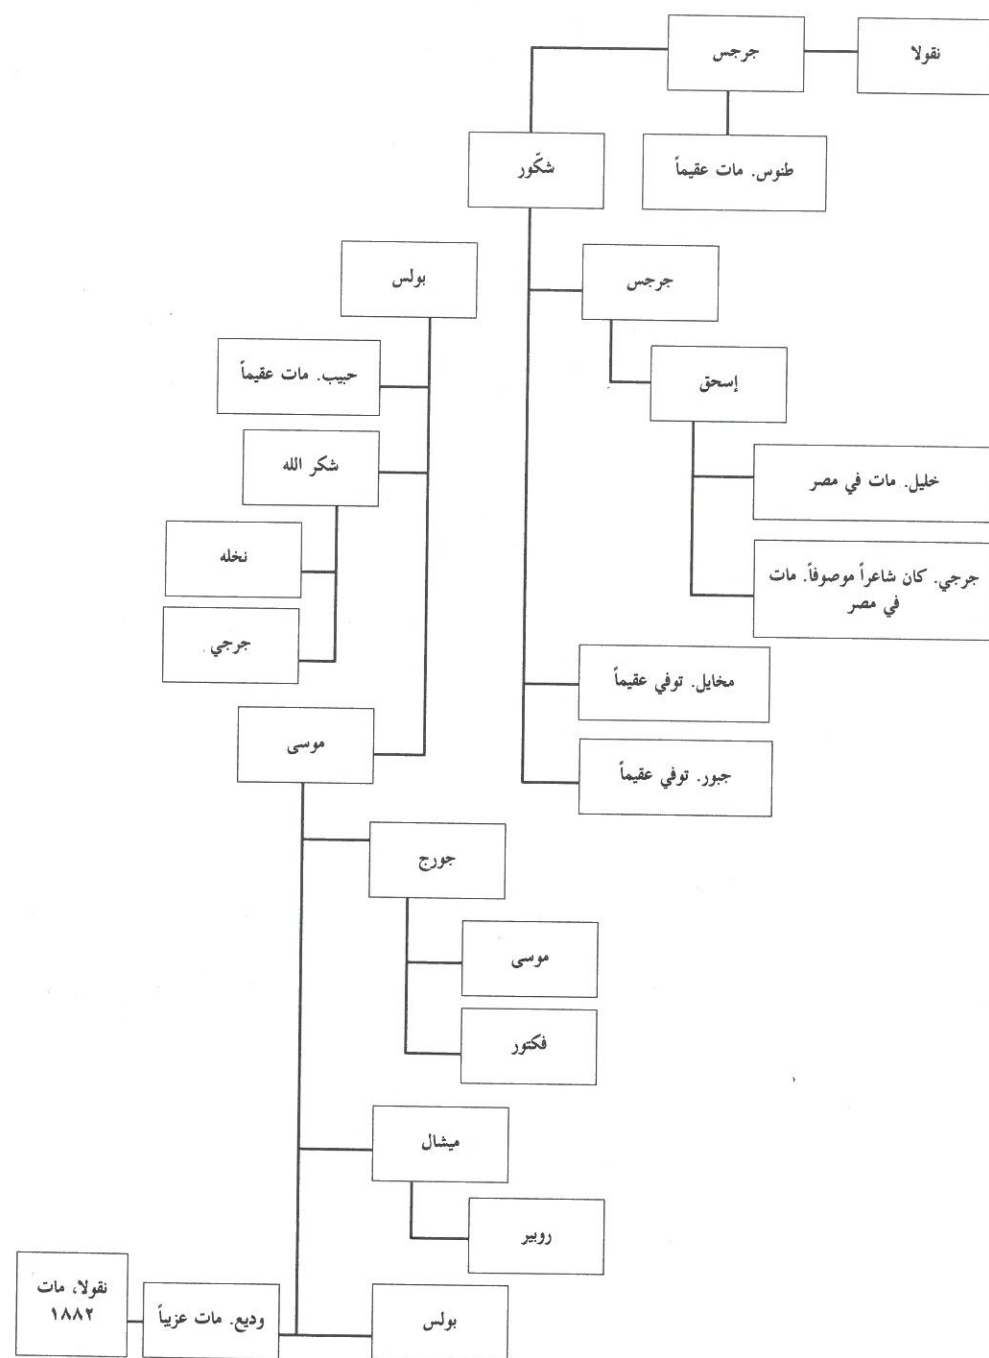 نقولا
جرجس
طنوس. مات عقيماً
شكّور
جرجس
إسحق
خليل. مات في مصر
جرجي. كان شاعراً موصوفاً. مات
في مصر
مخايل. توفي عقيماً
جبور. توفي عقيماً
بولس
حبيب. مات عقيماً
شكر الله
نخله
جرجي
موسى
جورج
موسى
فكتور
ميشال
روبير
بولس
وديع. مات عزيباً
نقولا، مات
١٨٨٢